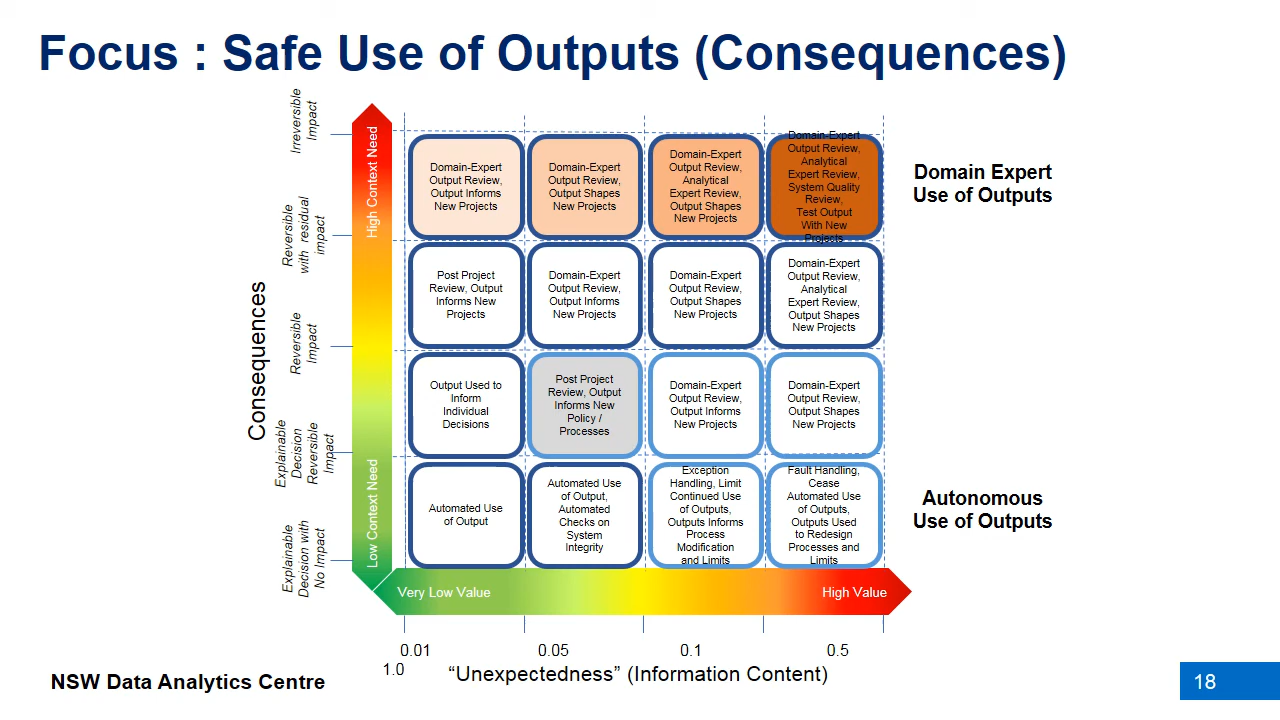 Focus : Safe Use of Outputs (Consequences)
Irreversible
Impact
Reversible
with residual
impact
Reversible
Impact
Explainable
Decision
Reversible
Impact
Explainable
Decision with
No Impact
Consequences
High Context Need
Low Context Need
Domain-Expert
Output Review,
Output Informs
New Projects
Domain-Expert
Output Review,
Output Shapes
New Projects
Domain-Expert
Output Review,
Analytical
Expert Review,
Output Shapes
New Projects
Domain-Expert
Output Review,
Analytical
Expert Review,
System Quality
Review,
Test Output
With New
Projects
Domain Expert
Use of Outputs
Post Project
Review, Output
Informs New
Projects
Domain-Expert
Output Review,
Output Informs
New Projects
Domain-Expert
Output Review,
Output Shapes
New Projects
Domain-Expert
Output Review,
Analytical
Expert Review,
Output Shapes
New Projects
Output Used to
Inform
Individual
Decisions
Post Project
Review, Output
Informs New
Policy /
Processes
Domain-Expert
Output Review,
Output Informs
New Projects
Domain-Expert
Output Review,
Output Shapes
New Projects
Automated Use
of Output
Automated Use
of Output,
Automated
Checks on
System
Integrity
Exception
Handling, Limit
Continued Use
of Outputs,
Outputs Informs
Process
Modification
and Limits
Fault Handling,
Cease
Automated Use
of Outputs,
Outputs Used
to Redesign
Processes and
Limits
Autonomous
Use of Outputs
Very Low Value
High Value
0.01
0.05
0.1
0.5
1.0
“Unexpectedness” (Information Content)
NSW Data Analytics Centre
18